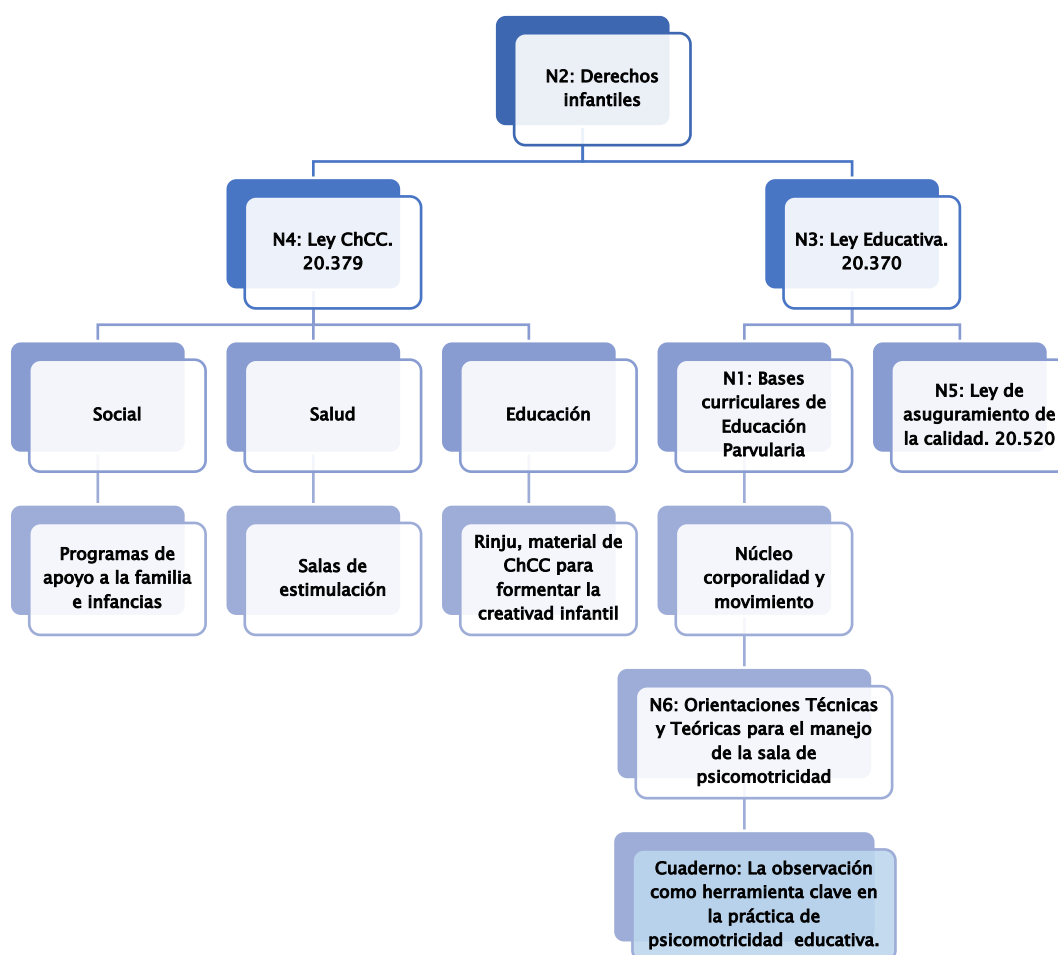 N2: Derechos
infantiles
N4: Ley ChCC.
20.379
N3: Ley Educativa.
20.370
Social
Salud
Educación
N1: Bases
curriculares de
Educación
Parvularia
N5: Ley de
asuguramiento de
la calidad. 20.520
Programas de
apoyo a la familia
e infancias
Salas de
estimulación
Rinju, material de
ChCC para
formentar la
creativad infantil
Núcleo
corporalidad y
movimiento
N6: Orientaciones Técnicas
y Teóricas para el manejo
de la sala de
psicomotricidad
Cuaderno: La observación
como herramienta clave en
la práctica de
psicomotricidad educativa.